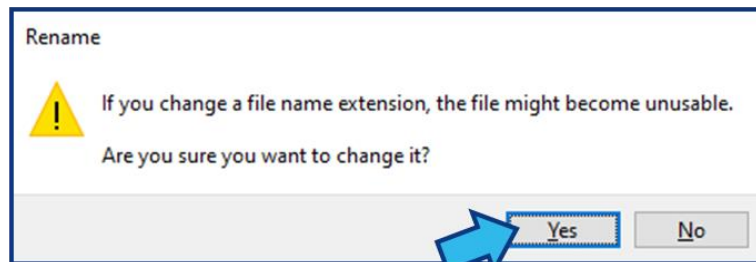 Rename
If you change a file name extension, the file might become unusable.
Are you sure you want to change it?
Yes
No